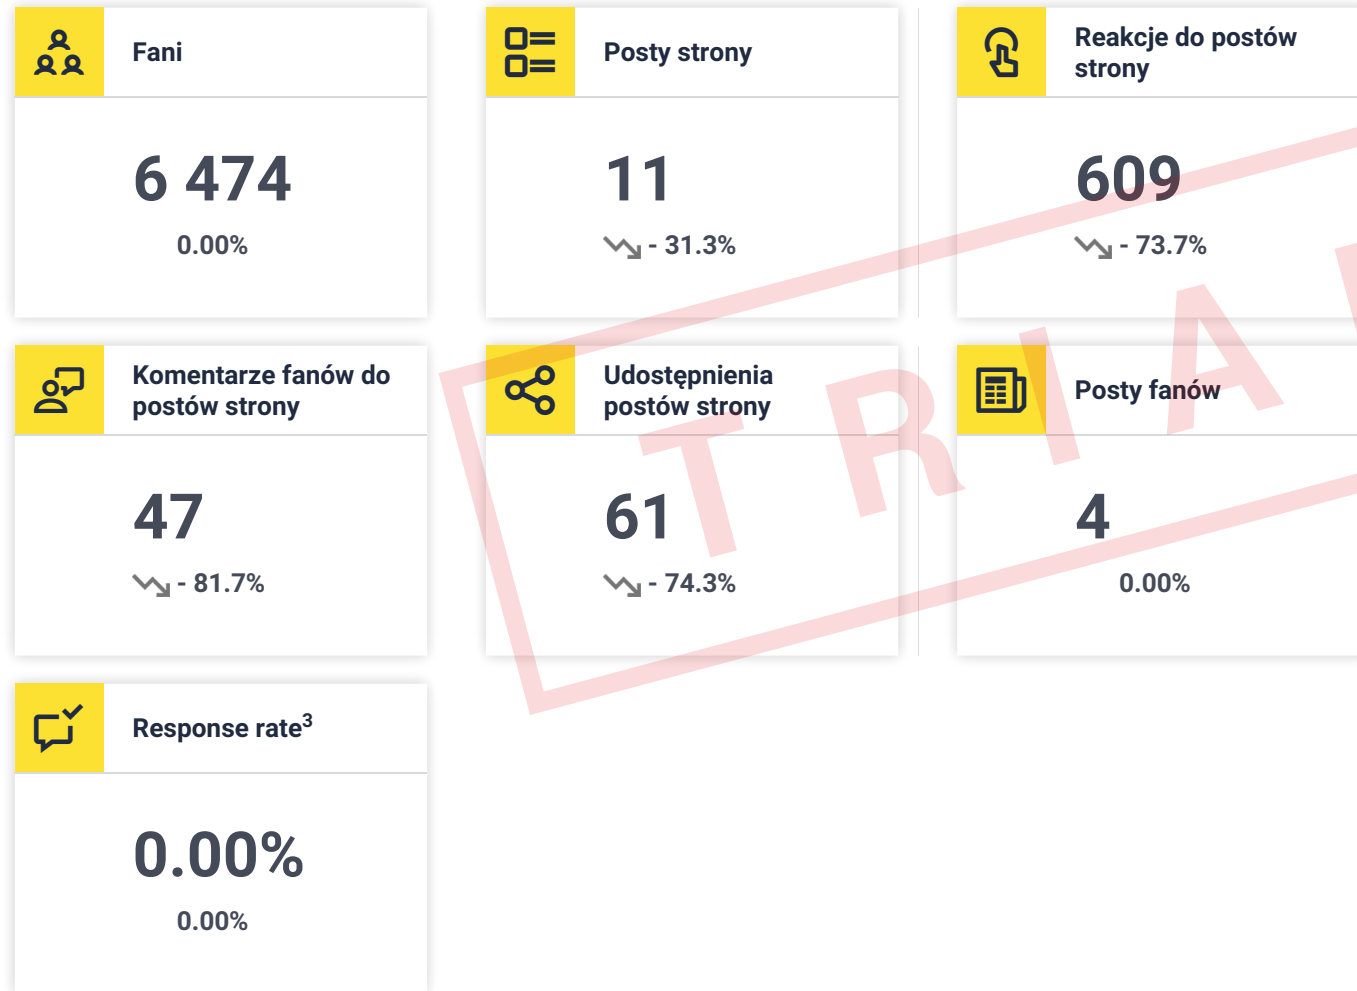 Fani
6 474
0.00%
Posty strony
11
- 31.3%
Reakcje do postów
strony
609
- 73.7%
Komentarze fanów do
postów strony
47
- 81.7%
Udostępnienia
postów strony
61
- 74.3%
Posty fanów
4
0.00%
Response rate³
0.00%
0.00%
TRIAL